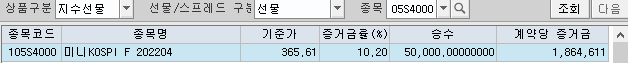 상품구분 지수선물 선물/스프레드 구분 선물 종목 05S4000 조회 다음
종목코드 종목명 기준가 증거금율(%) 승수 계약당 증거금
105S4000 미니KOSPI F 202204 365.61 10.20 50,000.00000000 1,864,611